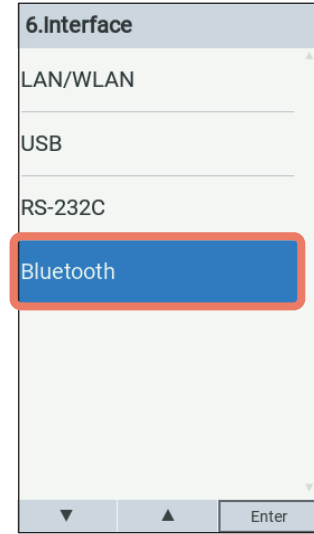 6.Interface
LAN/WLAN
USB
RS-232C
Bluetooth
▼ ▲ Enter